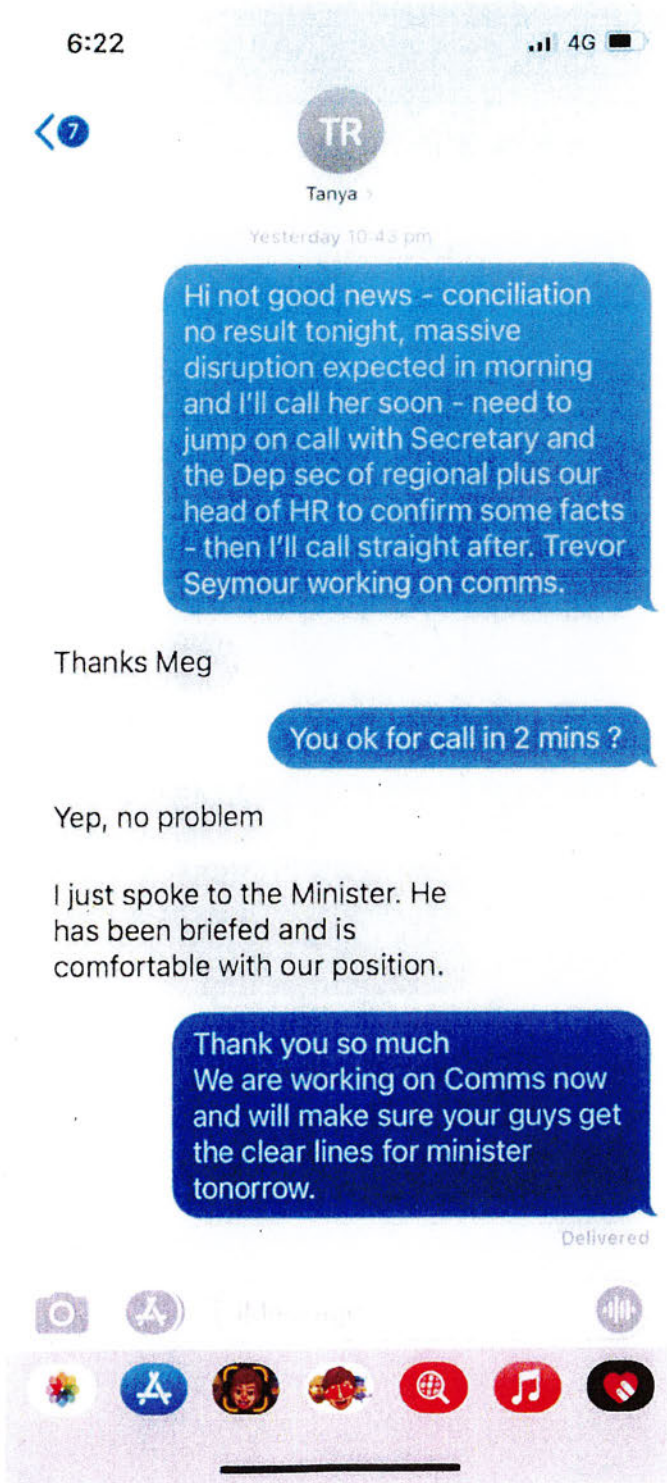 6:22
4G
7
TR
Tanya
Yesterday 10:43 pm
Hi not good news - conciliation
no result tonight, massive
disruption expected in morning
and I'll call her soon - need to
jump on call with Secretary and
the Dep sec of regional plus our
head of HR to confirm some facts
- then I'll call straight after. Trevor
Seymour working on comms.
Thanks Meg
You ok for call in 2 mins ?
Yep, no problem
I just spoke to the Minister. He
has been briefed and is
comfortable with our position.
Thank you so much
We are working on Comms now
and will make sure your guys get
the clear lines for minister
tonorrow.
Delivered